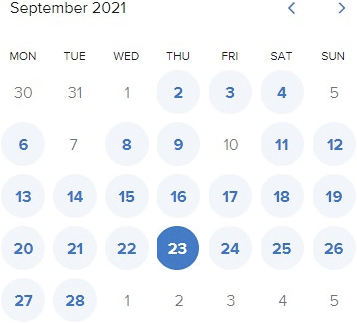 September 2021
MON TUE WED THU FRI SAT SUN
30 31 1 2 3 4 5
6 7 8 9 10 11 12
13 14 15 16 17 18 19
20 21 22 23 24 25 26
27 28 1 2 3 4 5